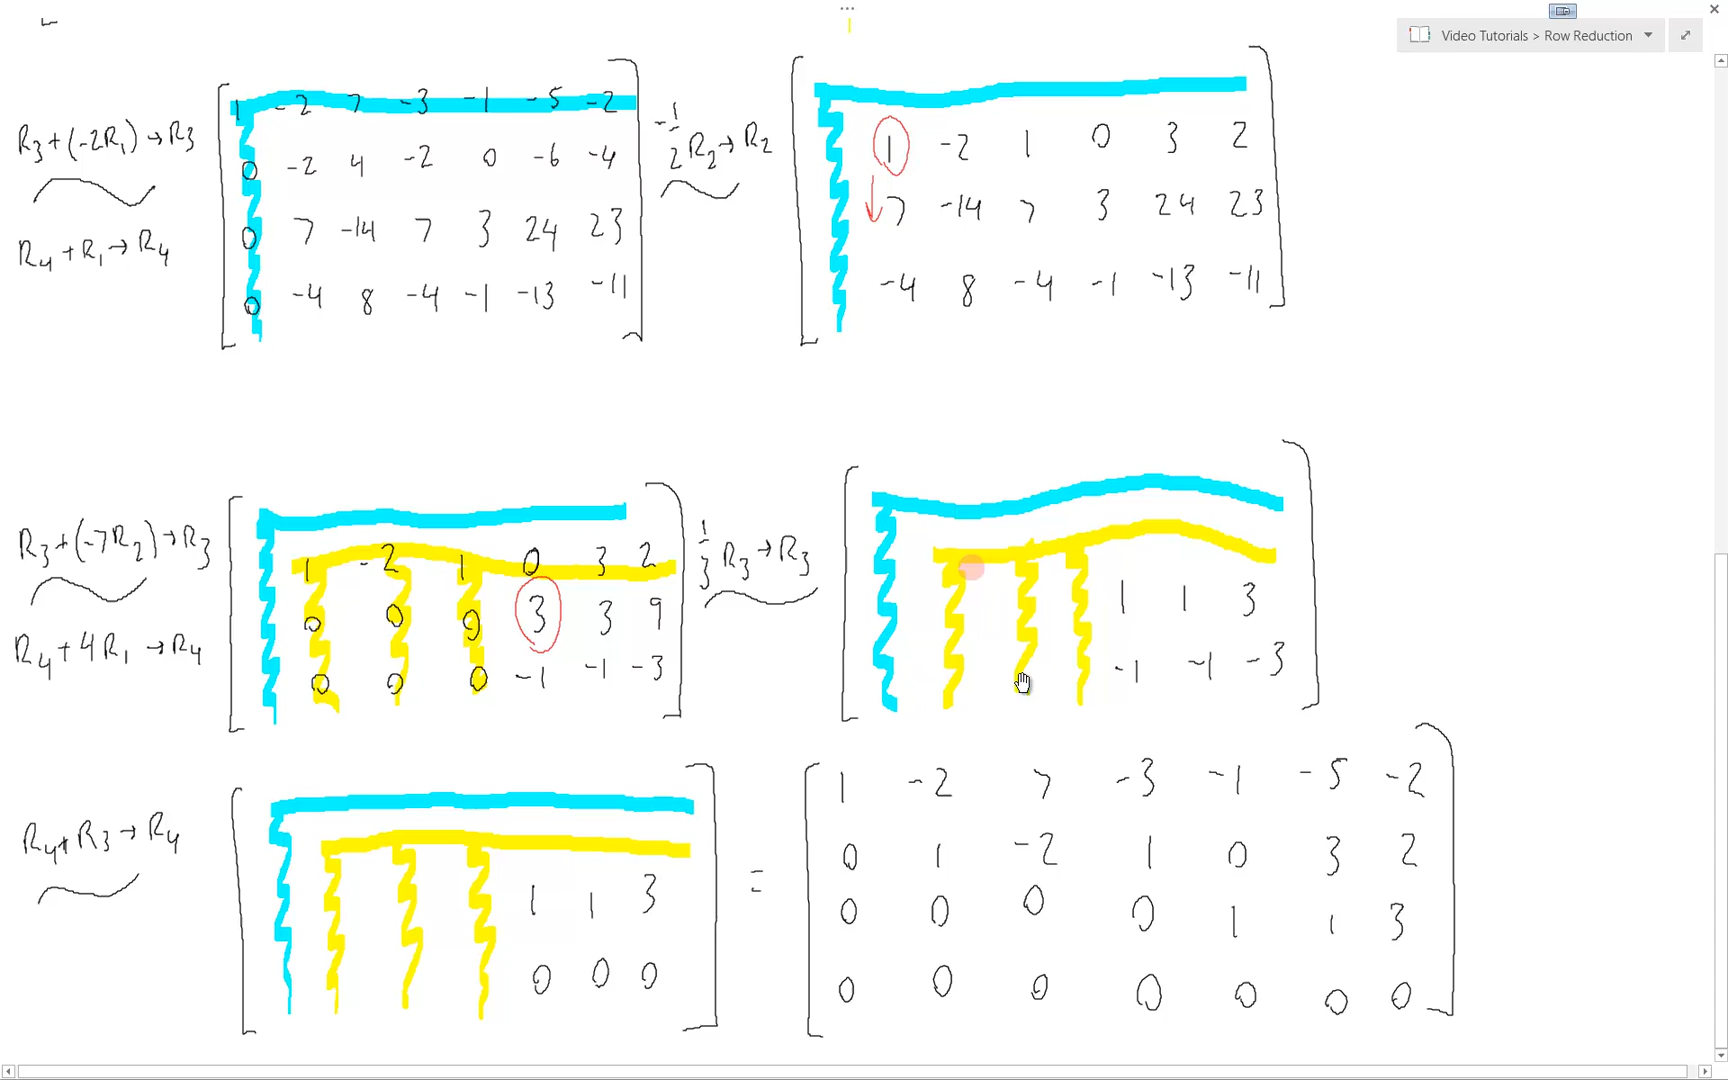 Video Tutorials > Row Reduction
R3+(-2R1)→R3
R4+R1→R4
1 -2 7 -3 -1 -5 -2
0 -2 4 -2 0 -6 -4
0 7 -14 7 3 24 23
0 -4 8 -4 -1 -13 -11
-1/2 R2→R2
1 -2 1 0 3 2
7 -14 7 3 24 23
-4 8 -4 -1 -13 -11
R3+(-7R2)→R3
R4+4R1→R4
1 -2 1 0 3 2
0 0 0 3 3 9
0 0 0 -1 -1 -3
1/3 R3→R3
1 1 3
-1 -1 -3
R4+R3→R4
1 1 3
0 0 0
=
1 -2 7 -3 -1 -5 -2
0 1 -2 1 0 3 2
0 0 0 0 1 1 3
0 0 0 0 0 0 0